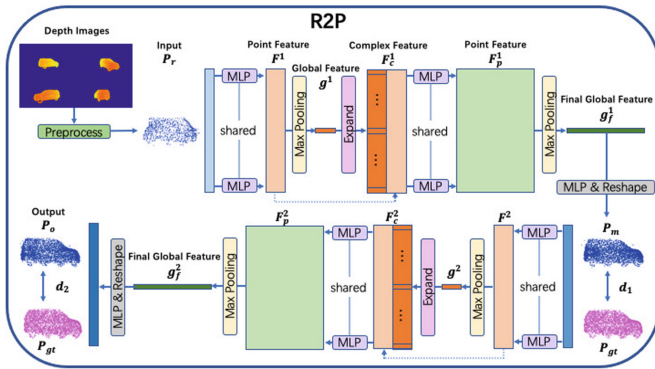 R2P
Depth Images
Preprocess
Input
P_r
MLP
shared
MLP
Point Feature
F^1
Max Pooling
Global Feature
g^1
Expand
Complex Feature
F_c^1
...
...
MLP
shared
MLP
Point Feature
F_p^1
Max Pooling
Final Global Feature
g_f^1
MLP & Reshape
P_m
d_1
P_gt
MLP
shared
MLP
F^2
Max Pooling
g^2
Expand
F_c^2
...
...
MLP
shared
MLP
F_p^2
Max Pooling
Final Global Feature
g_f^2
MLP & Reshape
Output
P_o
d_2
P_gt